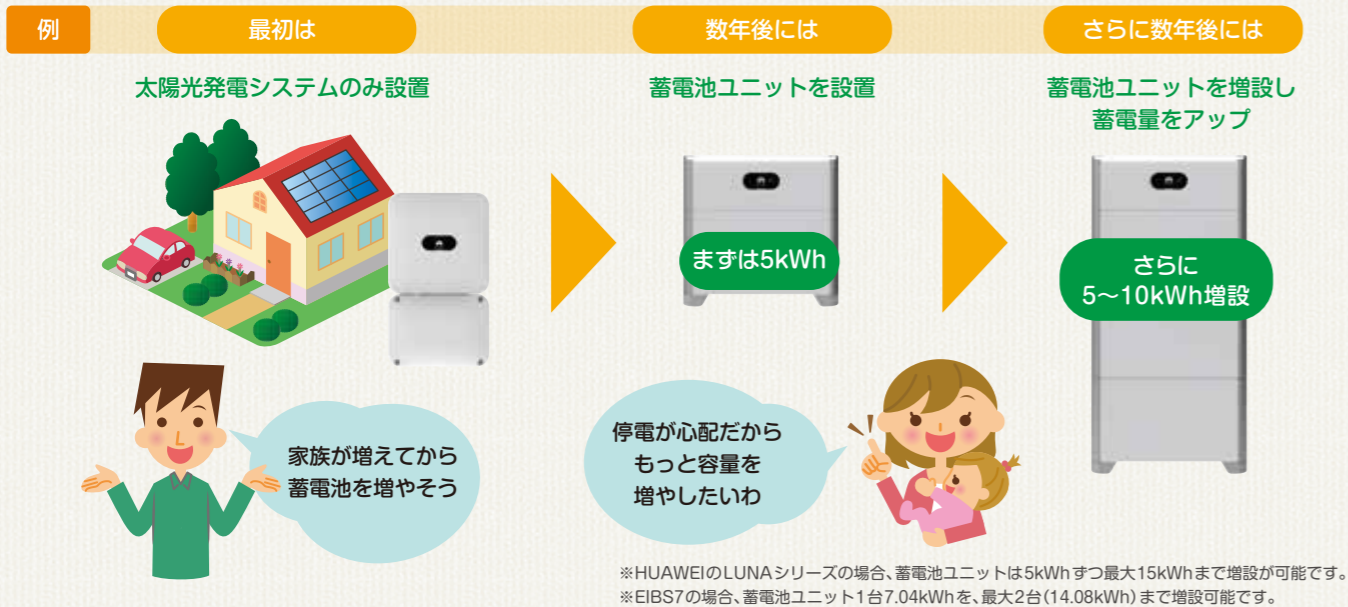 例
最初は
数年後には
さらに数年後には
太陽光発電システムのみ設置
蓄電池ユニットを設置
蓄電池ユニットを増設し
蓄電量をアップ
まずは5kWh
さらに
5〜10kWh増設
家族が増えてから
蓄電池を増やそう
停電が心配だから
もっと容量を
増やしたいわ
※HUAWEIのLUNAシリーズの場合、蓄電池ユニットは5kWhずつ最大15kWhまで増設が可能です。
※EIBS7の場合、蓄電池ユニット1台7.04kWhを、最大2台(14.08kWh)まで増設可能です。